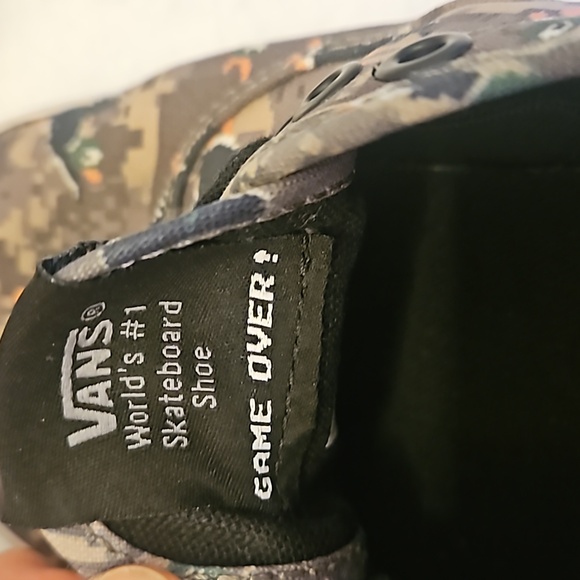 VANS®
World's #1
Skateboard
Shoe
GAME OVER!